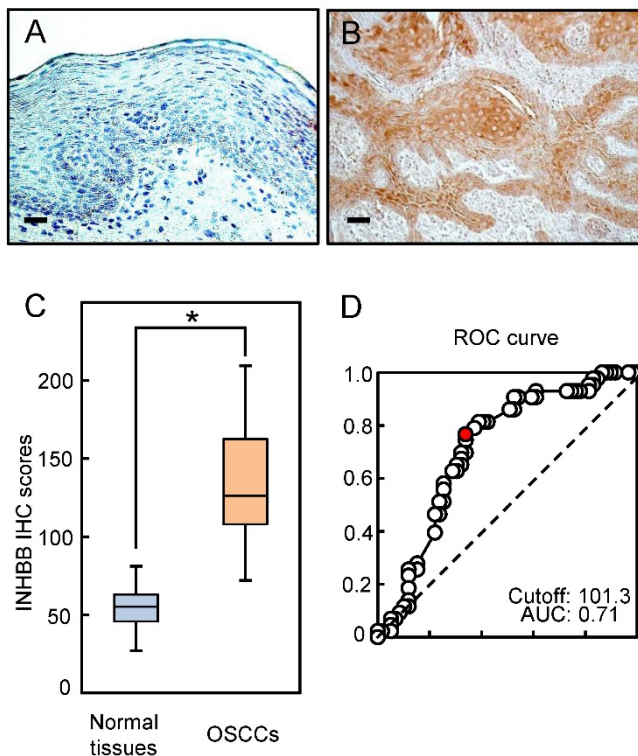 A
B
C
*
INHBB IHC scores
200
150
100
50
0
Normal
tissues
OSCCs
D
ROC curve
1.0
0.8
0.6
0.4
0.2
0
Cutoff: 101.3
AUC: 0.71